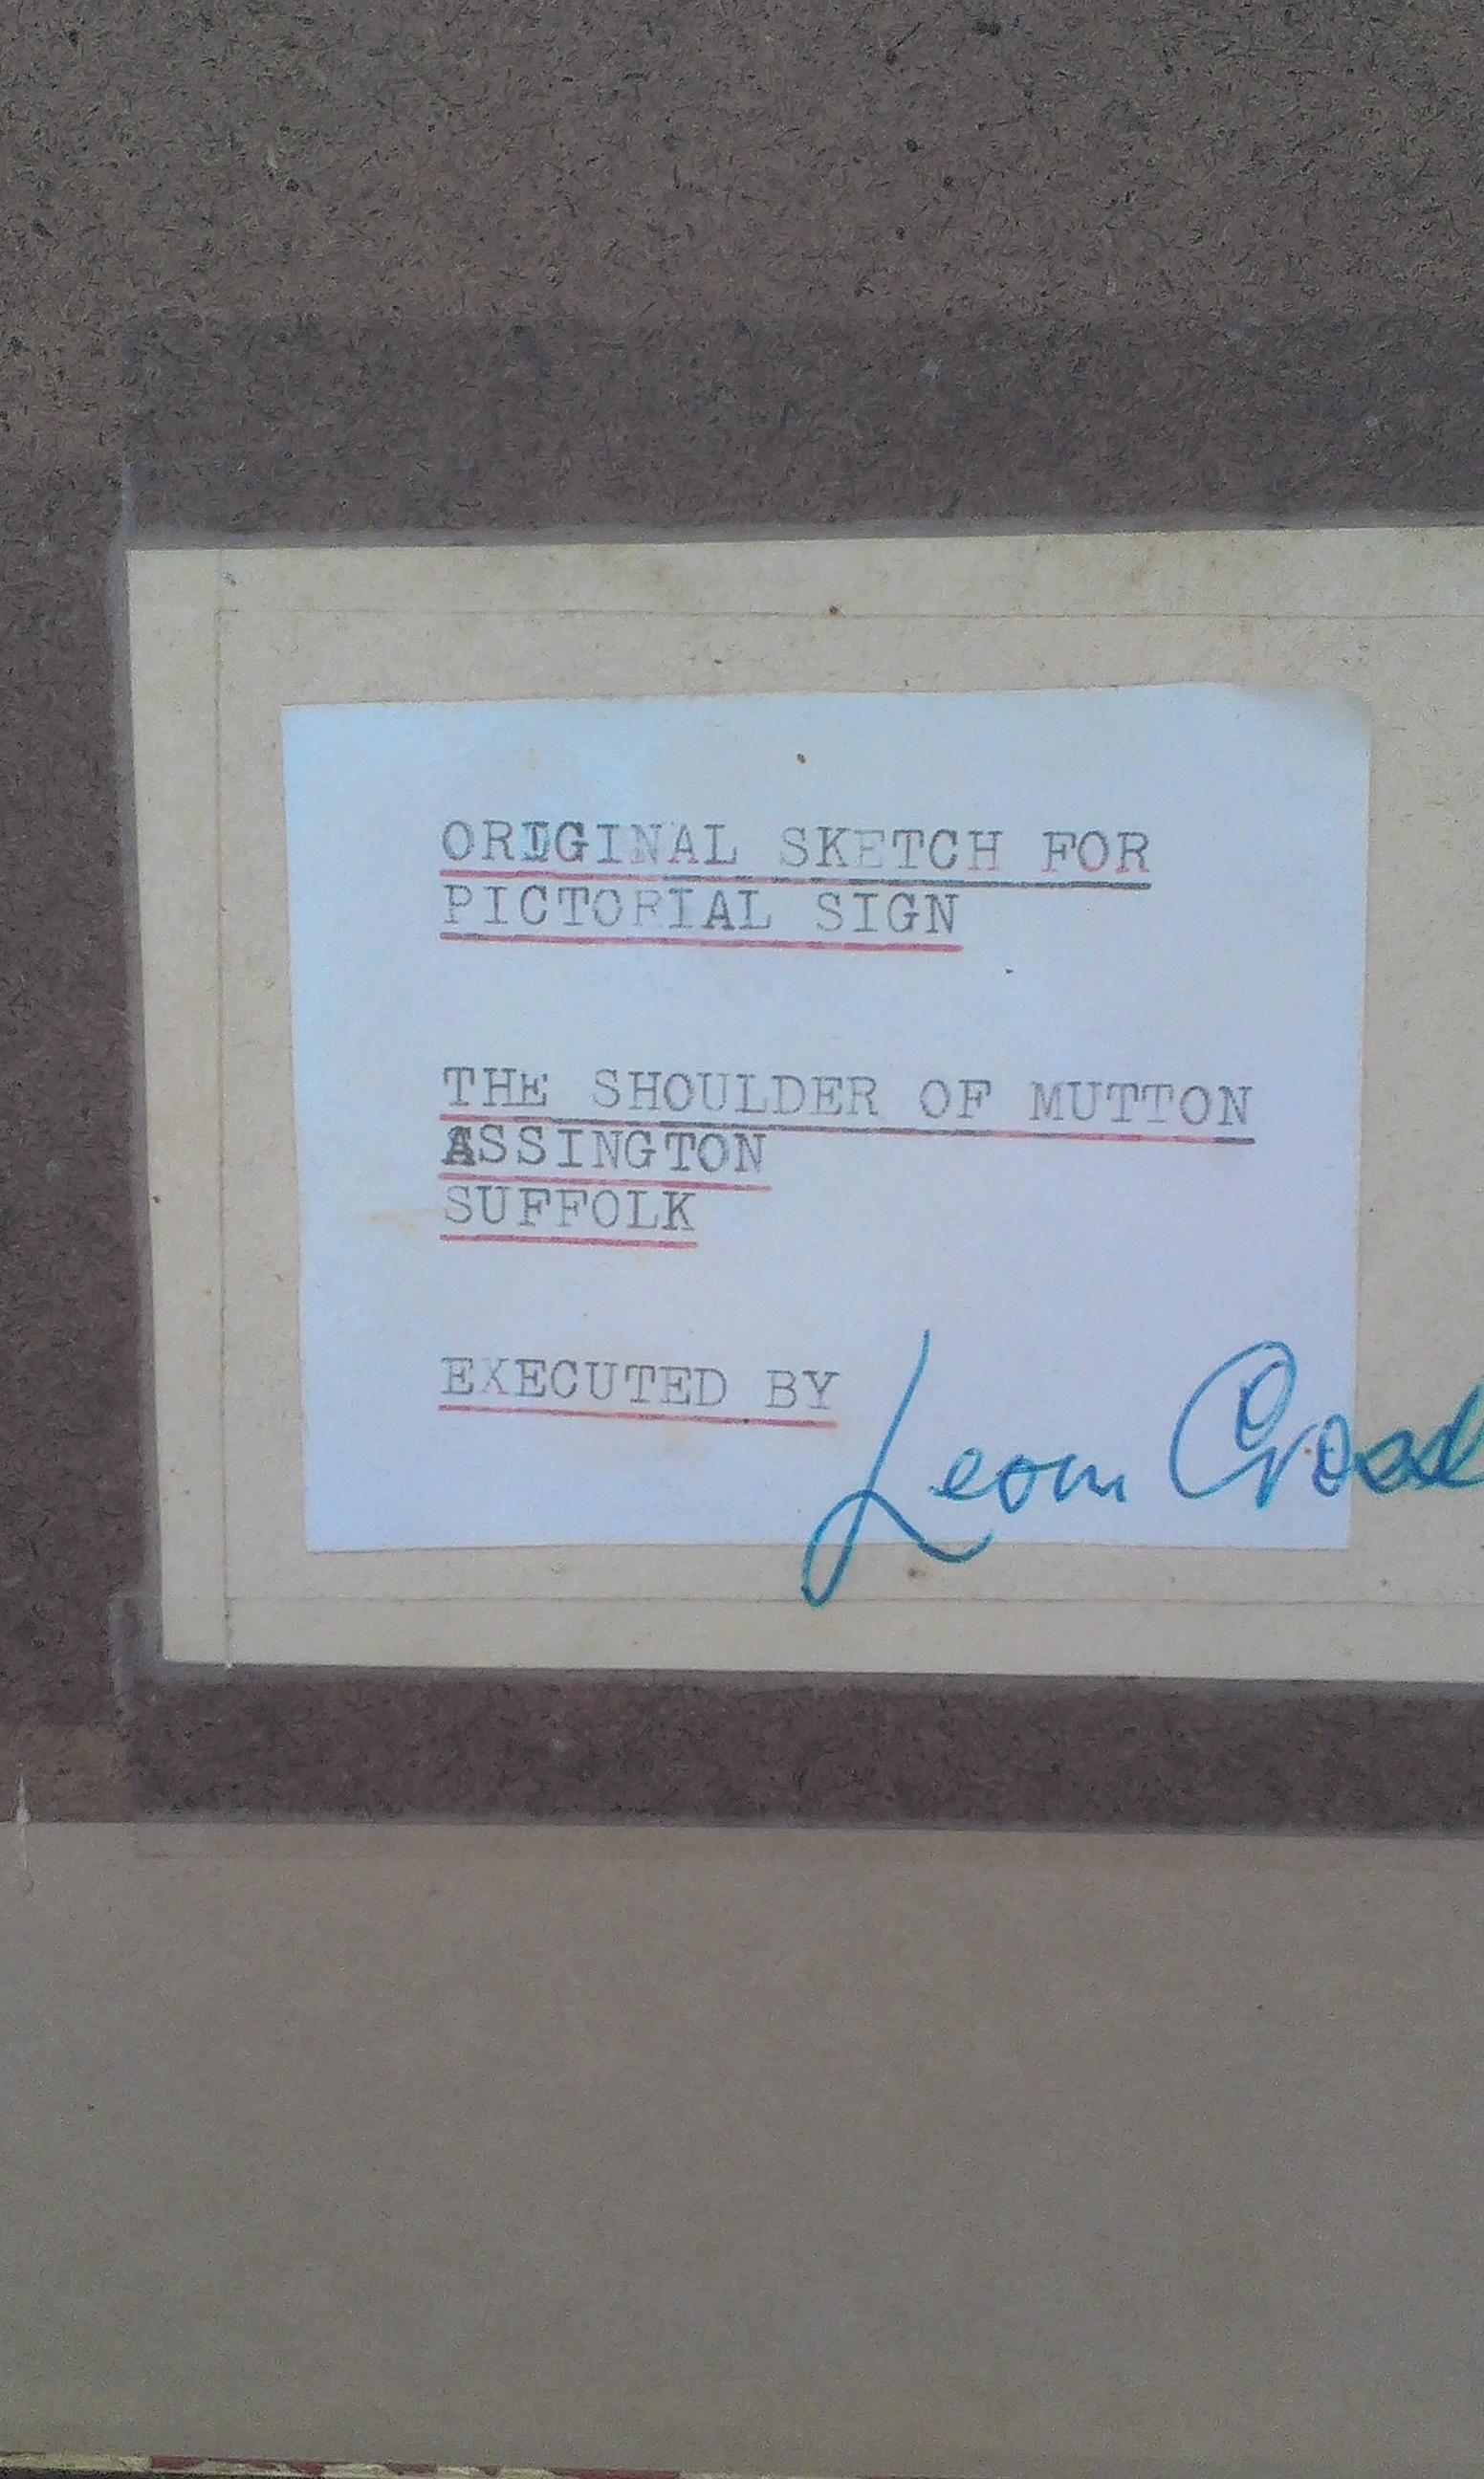 ORIGINAL SKETCH FOR
PICTORIAL SIGN
THE SHOULDER OF MUTTON
ASSINGTON
SUFFOLK
EXECUTED BY
Leon